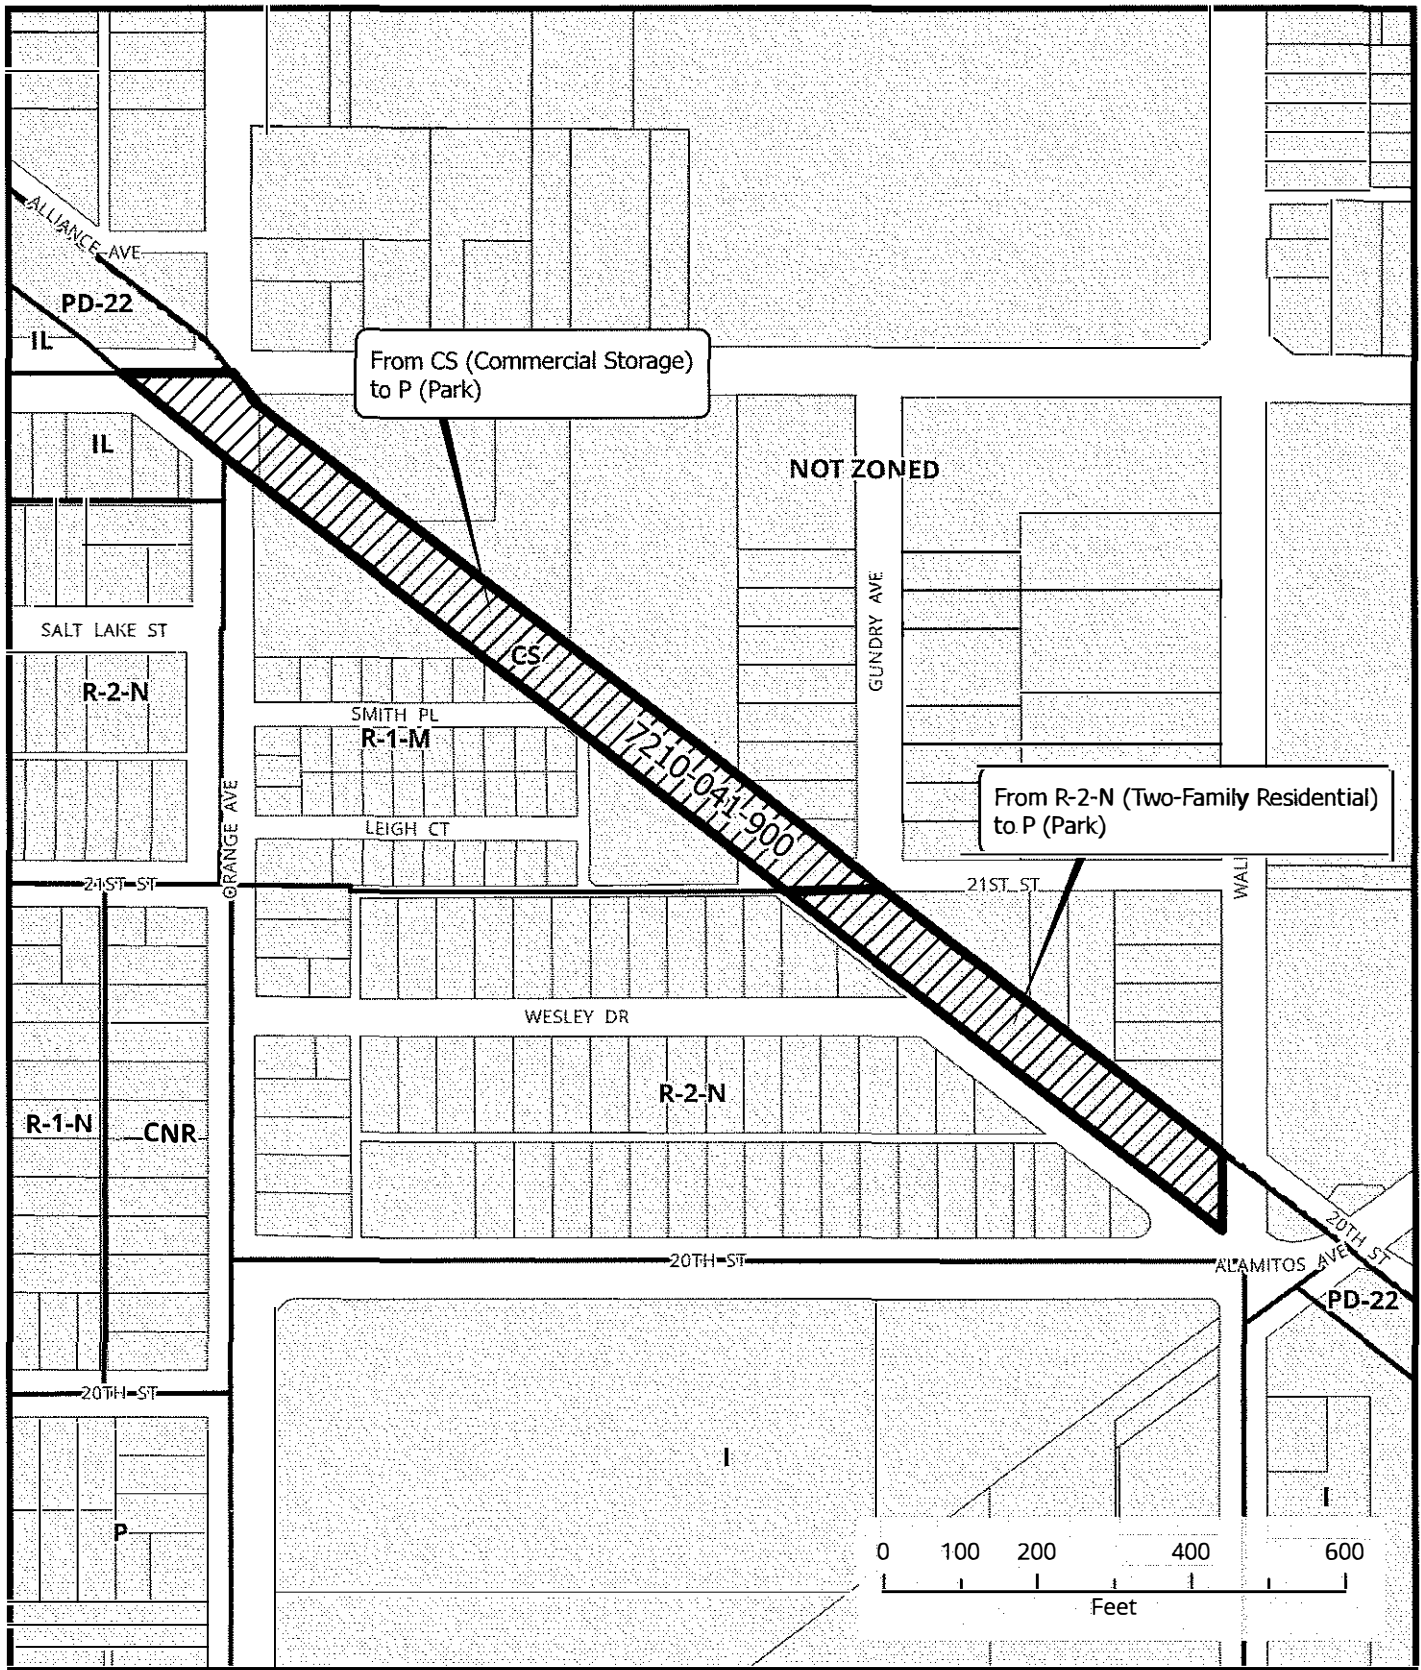 ALLIANCE AVE
PD-22
IL
From CS (Commercial Storage)
to P (Park)
IL
NOT ZONED
SALT LAKE ST
GUNDRY AVE
CS
R-2-N
SMITH PL
R-1-M
7210-041-900
From R-2-N (Two-Family Residential)
to P (Park)
LEIGH CT
ORANGE AVE
21ST ST
21ST ST
WESLEY DR
R-2-N
R-1-N
CNR
20TH ST
20TH ST
ALAMITOS AVE
PD-22
20TH ST
I
I
P
0 100 200 400 600
Feet